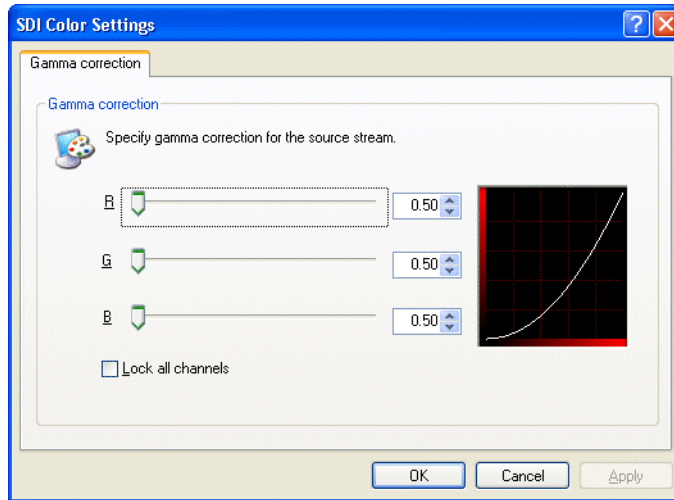 SDI Color Settings
Gamma correction
Gamma correction
Specify gamma correction for the source stream.
R 0.50
G 0.50
B 0.50
Lock all channels
OK Cancel Apply